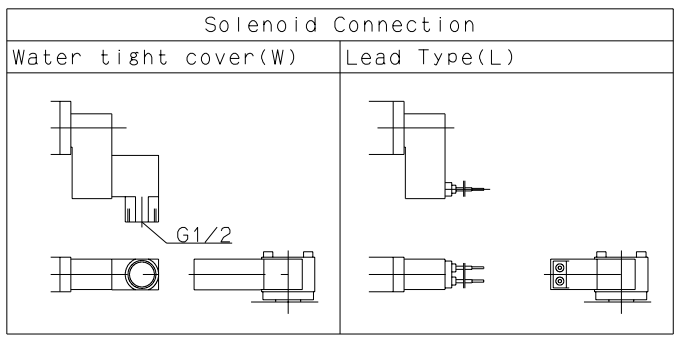 Solenoid Connection
Water tight cover(W)
Lead Type(L)
G1/2